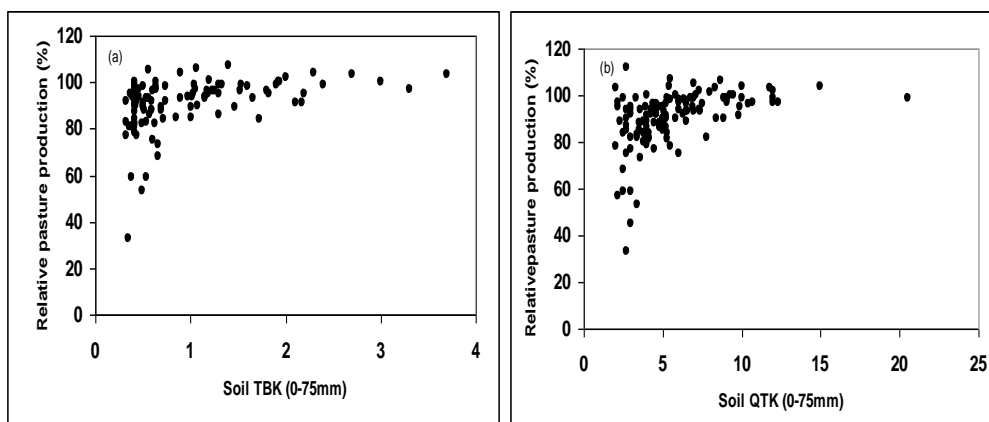 (a)
Relative pasture production (%)
120
100
80
60
40
20
0
0 1 2 3 4
Soil TBK (0-75mm)
(b)
Relativepasture production (%)
120
100
80
60
40
20
0
0 5 10 15 20 25
Soil QTK (0-75mm)